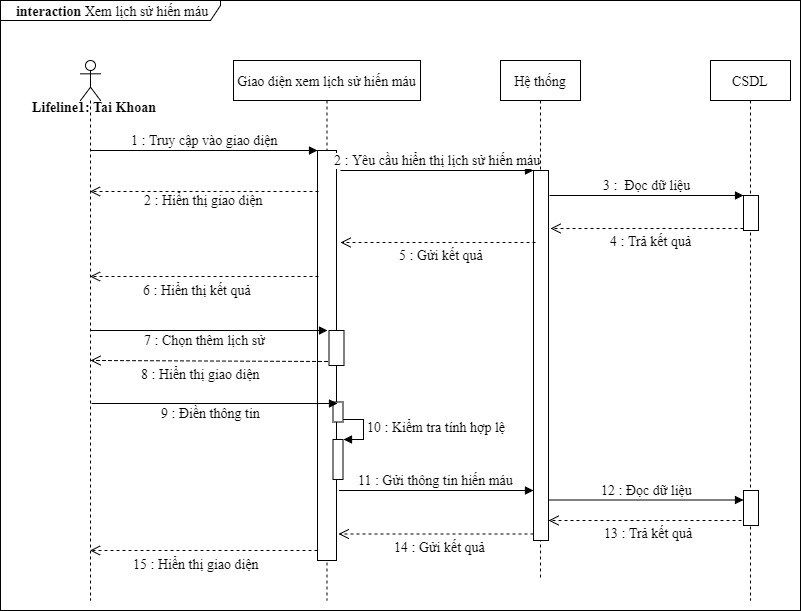 interaction Xem lịch sử hiến máu
Giao diện xem lịch sử hiến máu
Hệ thống
CSDL
Lifeline1: Tai Khoan
1 : Truy cập vào giao diện
2 : Yêu cầu hiển thị lịch sử hiến máu
3 : Đọc dữ liệu
2 : Hiển thị giao diện
4 : Trả kết quả
5 : Gửi kết quả
6 : Hiển thị kết quả
7 : Chọn thêm lịch sử
8 : Hiển thị giao diện
9 : Điền thông tin
10 : Kiểm tra tính hợp lệ
11 : Gửi thông tin hiến máu
12 : Đọc dữ liệu
13 : Trả kết quả
14 : Gửi kết quả
15 : Hiển thị giao diện